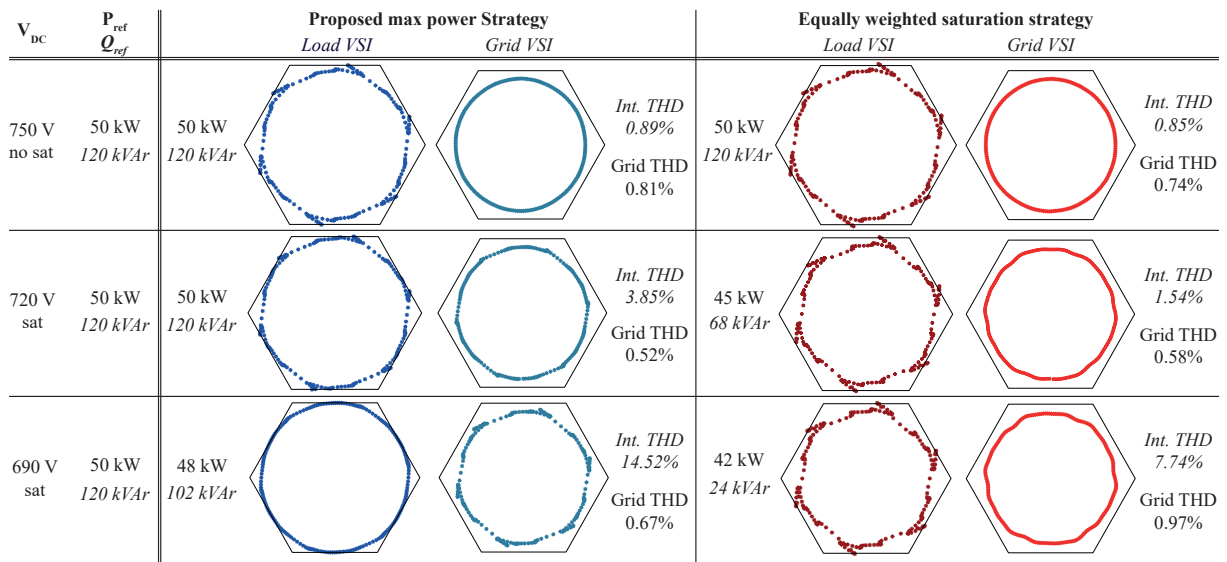 V_DC
P_ref
Q_ref
Proposed max power Strategy
Load VSI
Grid VSI
Equally weighted saturation strategy
Load VSI
Grid VSI
750 V
no sat
50 kW
120 kVAr
50 kW
120 kVAr
Int. THD
0.89%
Grid THD
0.81%
50 kW
120 kVAr
Int. THD
0.85%
Grid THD
0.74%
720 V
sat
50 kW
120 kVAr
50 kW
120 kVAr
Int. THD
3.85%
Grid THD
0.52%
45 kW
68 kVAr
Int. THD
1.54%
Grid THD
0.58%
690 V
sat
50 kW
120 kVAr
48 kW
102 kVAr
Int. THD
14.52%
Grid THD
0.67%
42 kW
24 kVAr
Int. THD
7.74%
Grid THD
0.97%